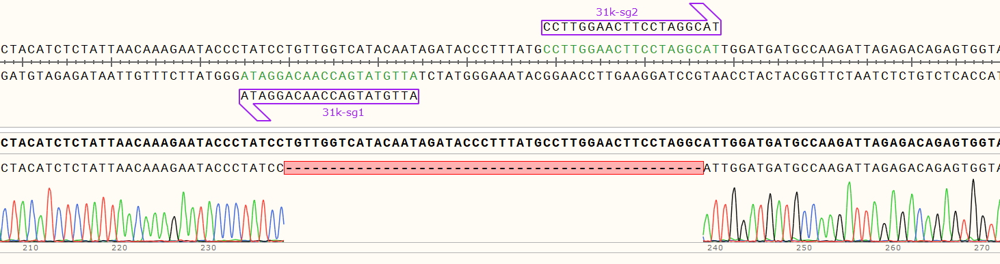 31k-sg2
CCTTGGAACTTCCTAGGCAT
CTACATCTCTATTAACAAAGAATACCCTATCCTGTTGGTCATACAATAGATACCCTTTATGCCTTGGAACTTCCTAGGCATTGGATGATGCCAAGATTAGAGACAGAGTGGTA
GATGTAGAGATAATTGTTTCTTATGGGATAGGACAACCAGTATGTTATCTATGGGAAATACGGAACCTTGAAGGATCCGTAACCTACTACGGTTCTAATCTCTGTCTCACCAT
ATAGGACAACCAGTATGTTA
31k-sg1
CTACATCTCTATTAACAAAGAATACCCTATCCTGTTGGTCATACAATAGATACCCTTTATGCCTTGGAACTTCCTAGGCATTGGATGATGCCAAGATTAGAGACAGAGTGGTA
CTACATCTCTATTAACAAAGAATACCCTATCC-----------------------------------------------ATTGGATGATGCCAAGATTAGAGACAGAGTGGTA
210 220 230 240 250 260 270